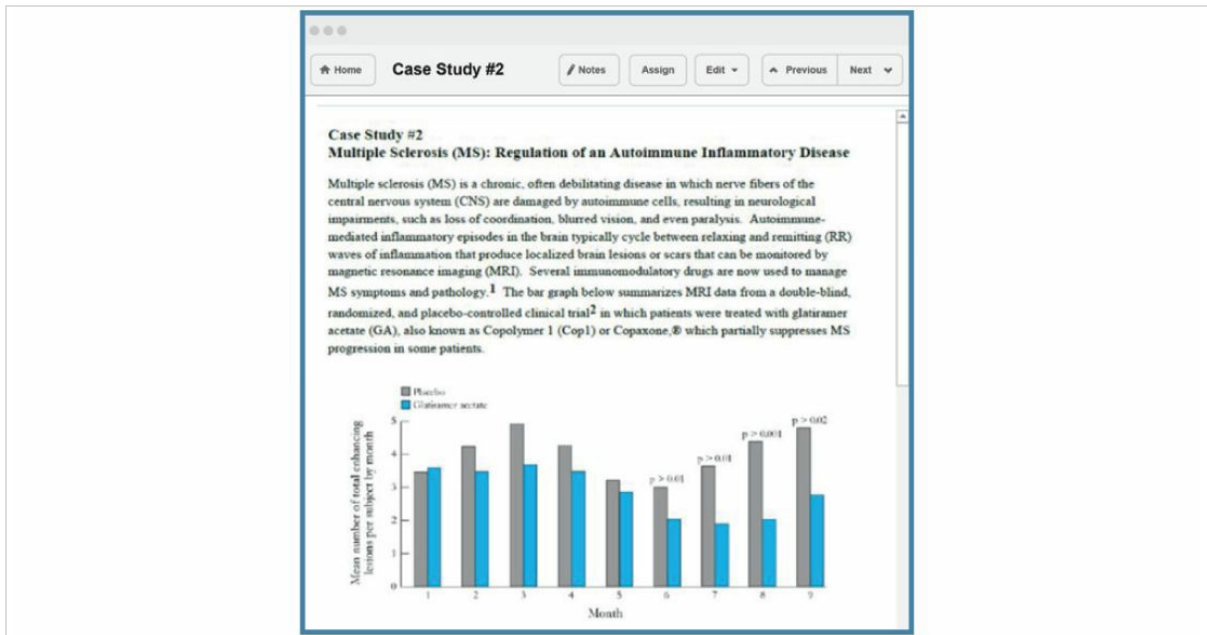 Home
Case Study #2
Notes
Assign
Edit
Previous
Next
Case Study #2
Multiple Sclerosis (MS): Regulation of an Autoimmune Inflammatory Disease
Multiple sclerosis (MS) is a chronic, often debilitating disease in which nerve fibers of the
central nervous system (CNS) are damaged by autoimmune cells, resulting in neurological
impairments, such as loss of coordination, blurred vision, and even paralysis. Autoimmune-
mediated inflammatory episodes in the brain typically cycle between relaxing and remitting (RR)
waves of inflammation that produce localized brain lesions or scars that can be monitored by
magnetic resonance imaging (MRI). Several immunomodulatory drugs are now used to manage
MS symptoms and pathology.1 The bar graph below summarizes MRI data from a double-blind,
randomized, and placebo-controlled clinical trial2 in which patients were treated with glatiramer
acetate (GA), also known as Copolymer 1 (Cop1) or Copaxone,® which partially suppresses MS
progression in some patients.
Placebo
Glatiramer acetate
Mean number of total enhancing
lesions per subject by month
5
4
3
2
1
0
p > 0.01
p > 0.01
p > 0.001
p > 0.02
1 2 3 4 5 6 7 8 9
Month